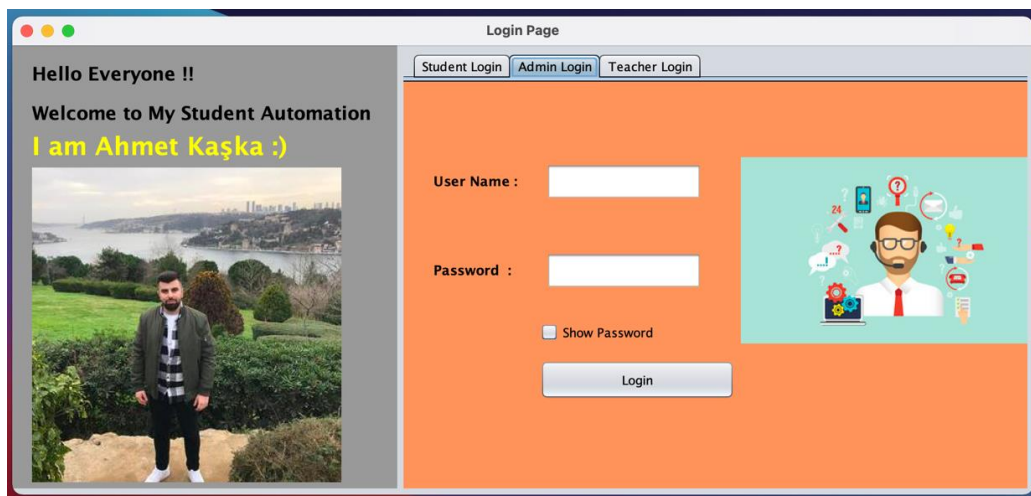 Login Page
Hello Everyone !!
Welcome to My Student Automation
I am Ahmet Kaşka :)
Student Login Admin Login Teacher Login
User Name :
Password :
Show Password
Login
24